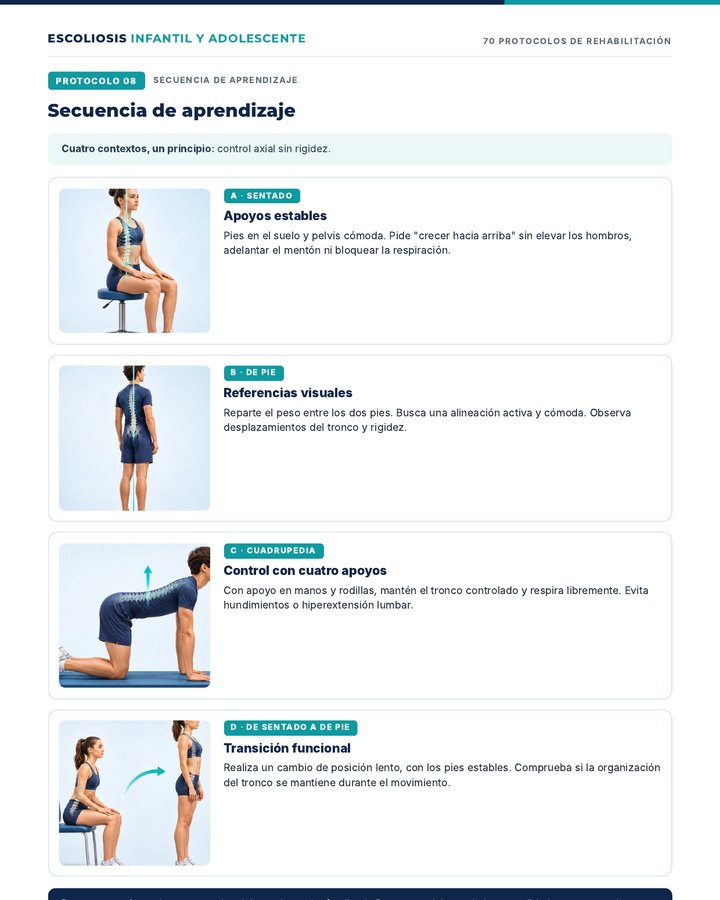 ESCOLIOSIS INFANTIL Y ADOLESCENTE
70 PROTOCOLOS DE REHABILITACIÓN
PROTOCOLO 08 SECUENCIA DE APRENDIZAJE
Secuencia de aprendizaje
Cuatro contextos, un principio: control axial sin rigidez.
A · SENTADO
Apoyos estables
Pies en el suelo y pelvis cómoda. Pide "crecer hacia arriba" sin elevar los hombros,
adelantar el mentón ni bloquear la respiración.
B · DE PIE
Referencias visuales
Reparte el peso entre los dos pies. Busca una alineación activa y cómoda. Observa
desplazamientos del tronco y rigidez.
C · CUADRUPEDIA
Control con cuatro apoyos
Con apoyo en manos y rodillas, mantén el tronco controlado y respira libremente. Evita
hundimientos o hiperextensión lumbar.
D · DE SENTADO A DE PIE
Transición funcional
Realiza un cambio de posición lento, con los pies estables. Comprueba si la organización
del tronco se mantiene durante el movimiento.